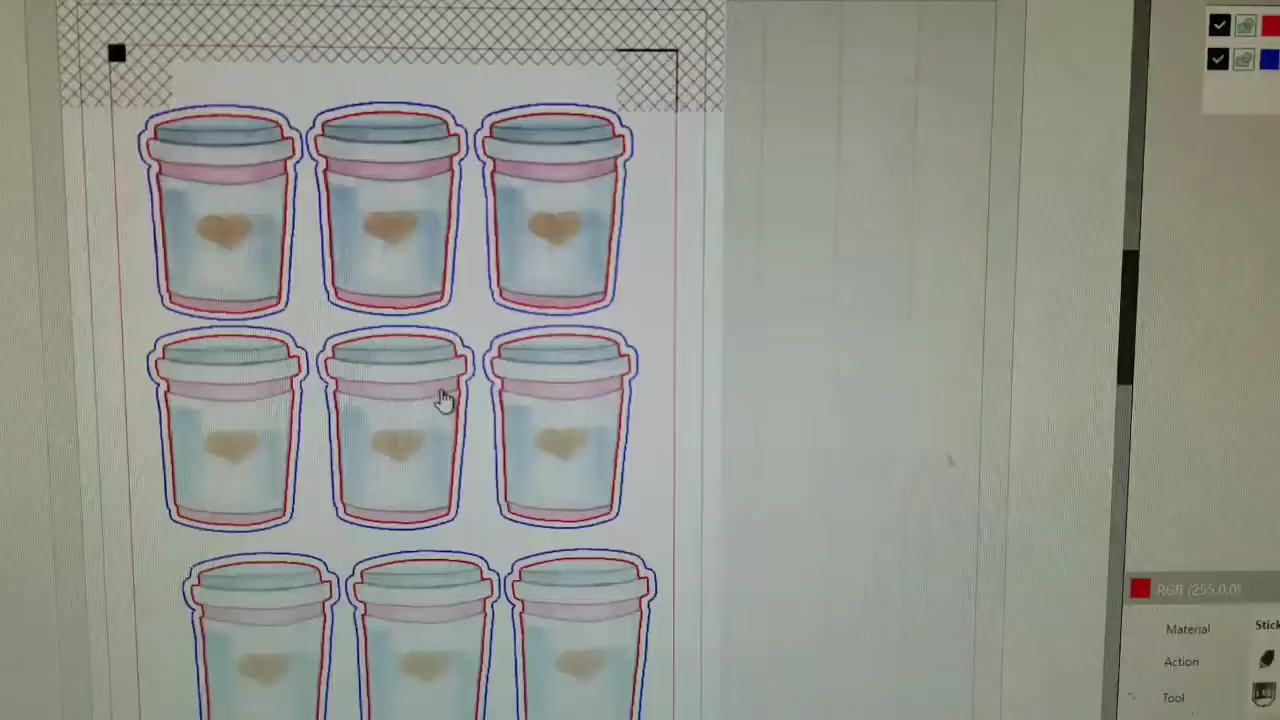 RGB (255,0,0)
Material
Stick
Action
Tool